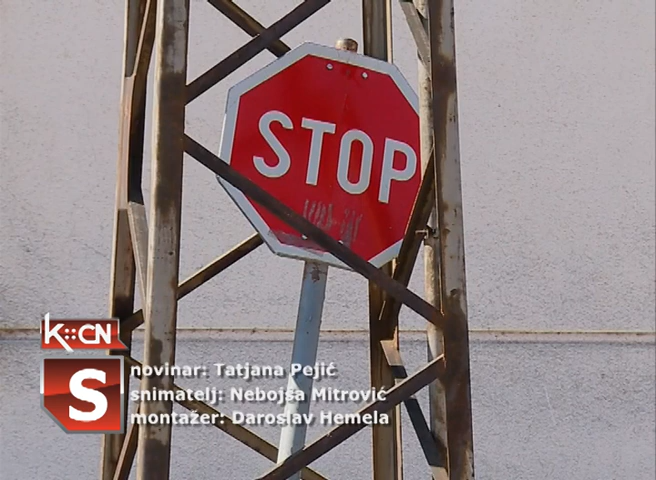 STOP
K::CN
S
novinar: Tatjana Pejić
snimatelj: Nebojša Mitrović
montažer: Daroslav Hemela